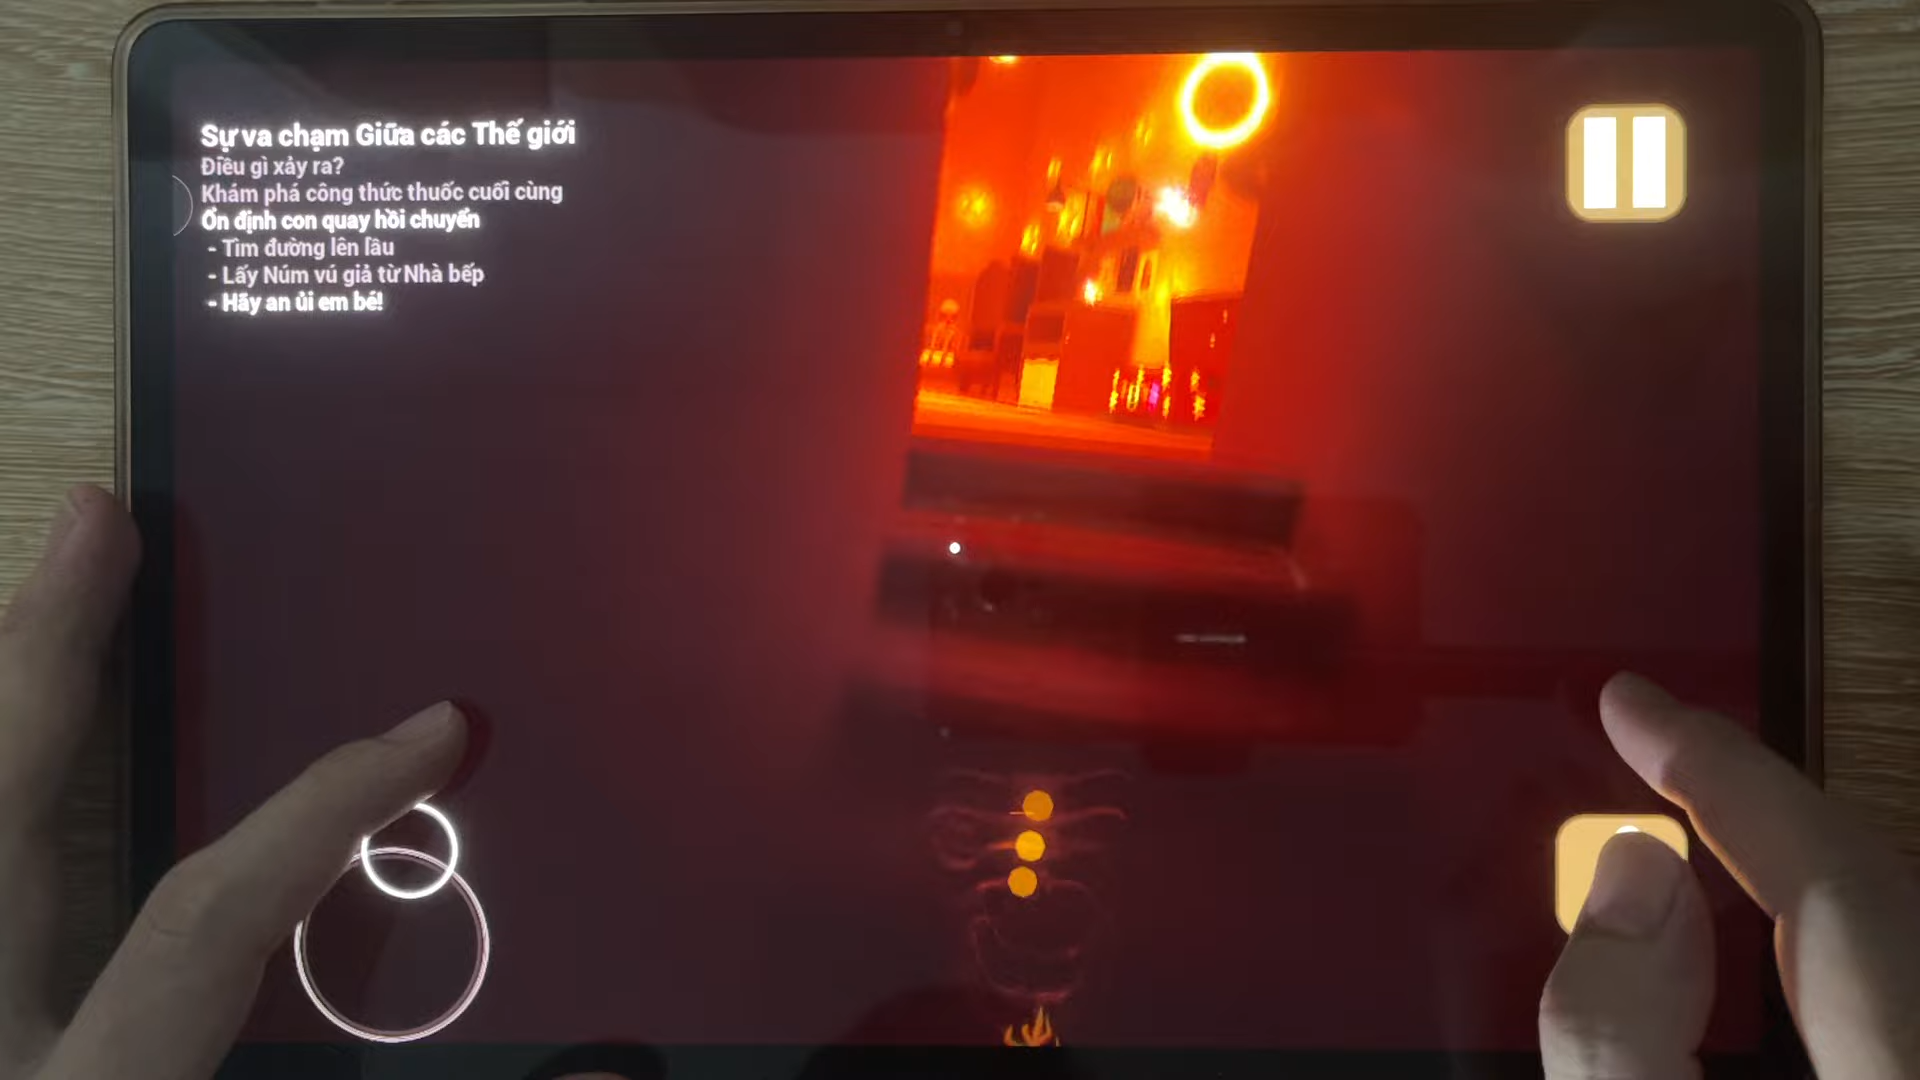 Sự va chạm Giữa các Thế giới
Điều gì xảy ra?
Khám phá công thức thuốc cuối cùng
Ổn định con quay hồi chuyển
- Tìm đường lên lầu
- Lấy Núm vú giả từ Nhà bếp
- Hãy an ủi em bé!